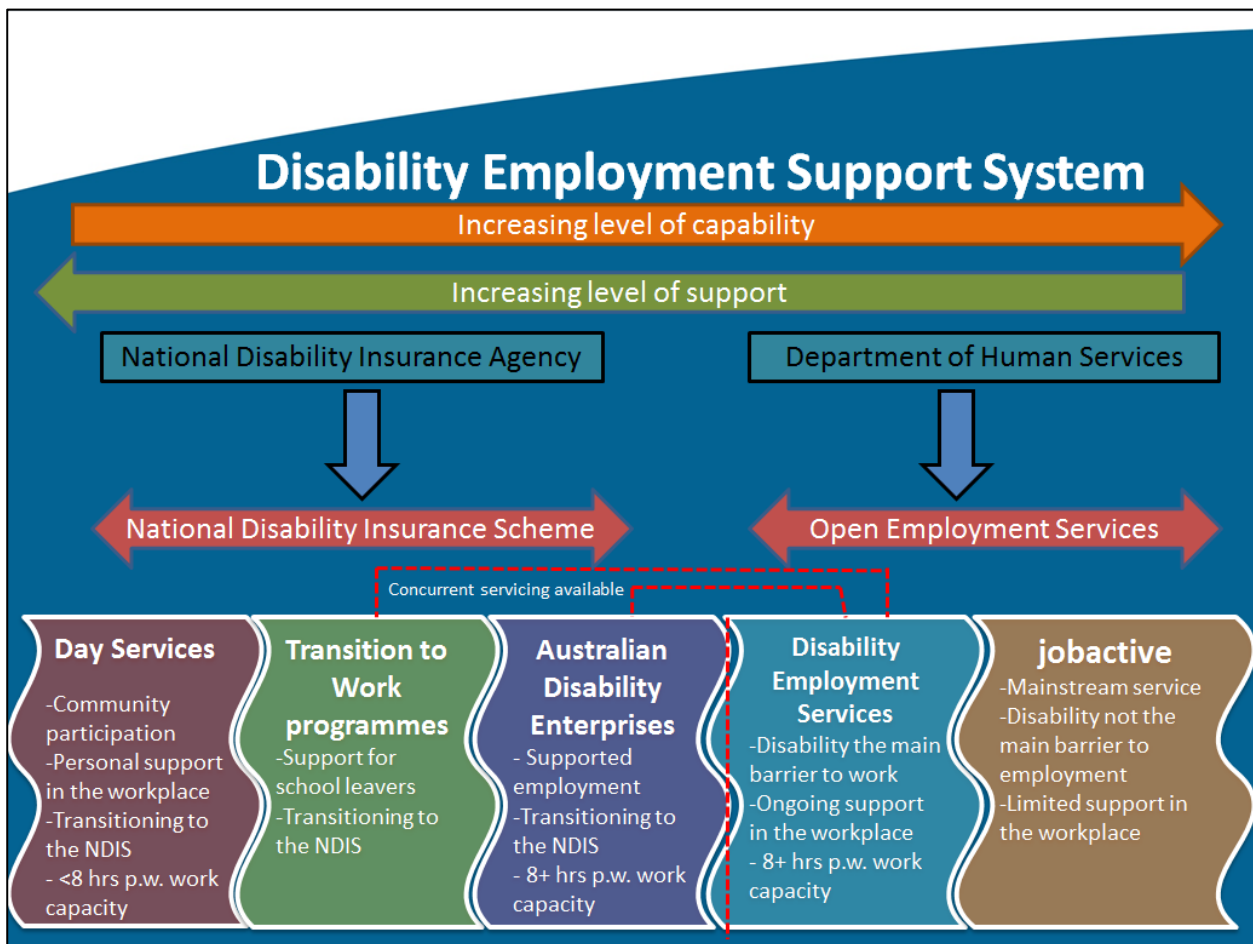 Disability Employment Support System
Increasing level of capability
Increasing level of support
National Disability Insurance Agency
Department of Human Services
National Disability Insurance Scheme
Open Employment Services
Concurrent servicing available
Day Services
-Community
participation
-Personal support
in the workplace
-Transitioning to
the NDIS
- <8 hrs p.w. work
capacity
Transition to
Work
programmes
-Support for
school leavers
-Transitioning to
the NDIS
Australian
Disability
Enterprises
- Supported
employment
-Transitioning to
the NDIS
- 8+ hrs p.w. work
capacity
Disability
Employment
Services
-Disability the main
barrier to work
-Ongoing support
in the workplace
- 8+ hrs p.w. work
capacity
jobactive
-Mainstream service
-Disability not the
main barrier to
employment
-Limited support in
the workplace